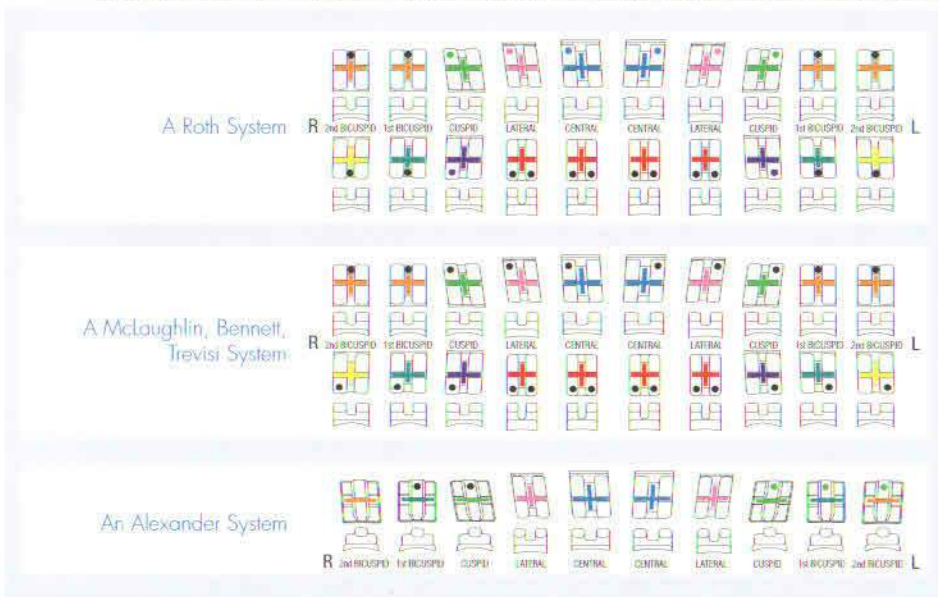 A Roth System
R 2nd BICUSPID 1st BICUSPID CUSPID LATERAL CENTRAL CENTRAL LATERAL CUSPID 1st BICUSPID 2nd BICUSPID L
A McLaughlin, Bennett,
Trevisi System
R 2nd BICUSPID 1st BICUSPID CUSPID LATERAL CENTRAL CENTRAL LATERAL CUSPID 1st BICUSPID 2nd BICUSPID L
An Alexander System
R 2nd BICUSPID 1st BICUSPID CUSPID LATERAL CENTRAL CENTRAL LATERAL CUSPID 1st BICUSPID 2nd BICUSPID L